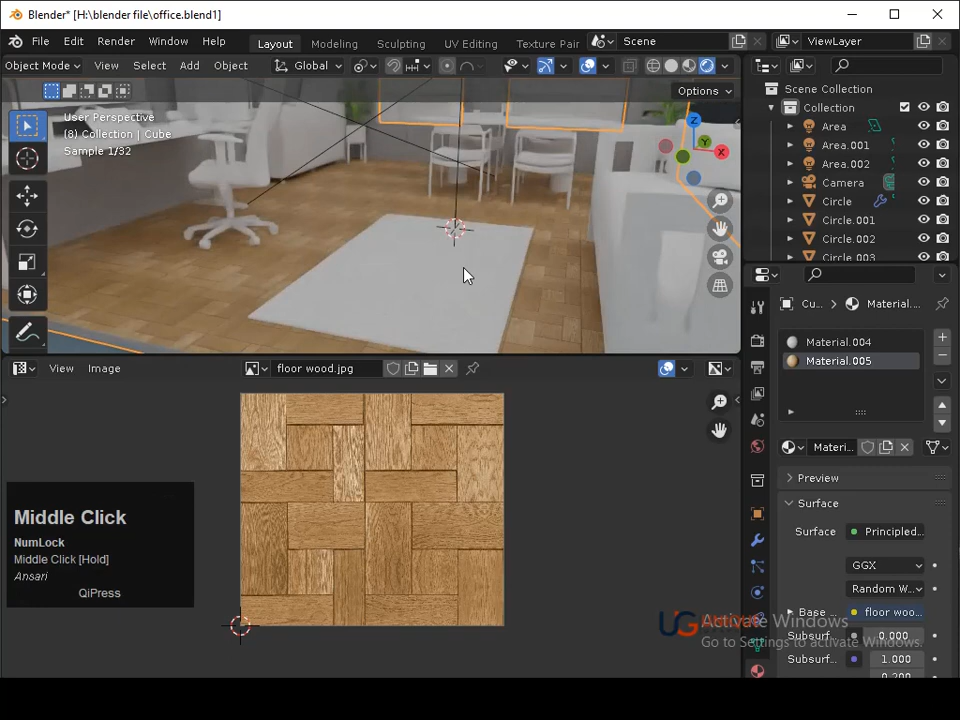 Blender* [H:\blender file\office.blend1]
File Edit Render Window Help Layout Modeling Sculpting UV Editing Texture Pain Scene ViewLayer
Object Mode View Select Add Object Global
Options
User Perspective
(8) Collection | Cube
Sample 1/32
Z
Y
X
Scene Collection
Collection
Area
Area.001
Area.002
Camera
Circle
Circle.001
Circle.002
Circle.003
Cu... Material....
Material.004
Material.005
Materi...
Preview
Surface
Surface Principled...
GGX
Random W...
Base floor woo...
Subsurf 0.000
Subsurf 1.000
0.200
View Image floor wood.jpg
Middle Click
NumLock
Middle Click [Hold]
Ansari
QiPress
UG
Activate Windows
Go to Settings to activate Windows.